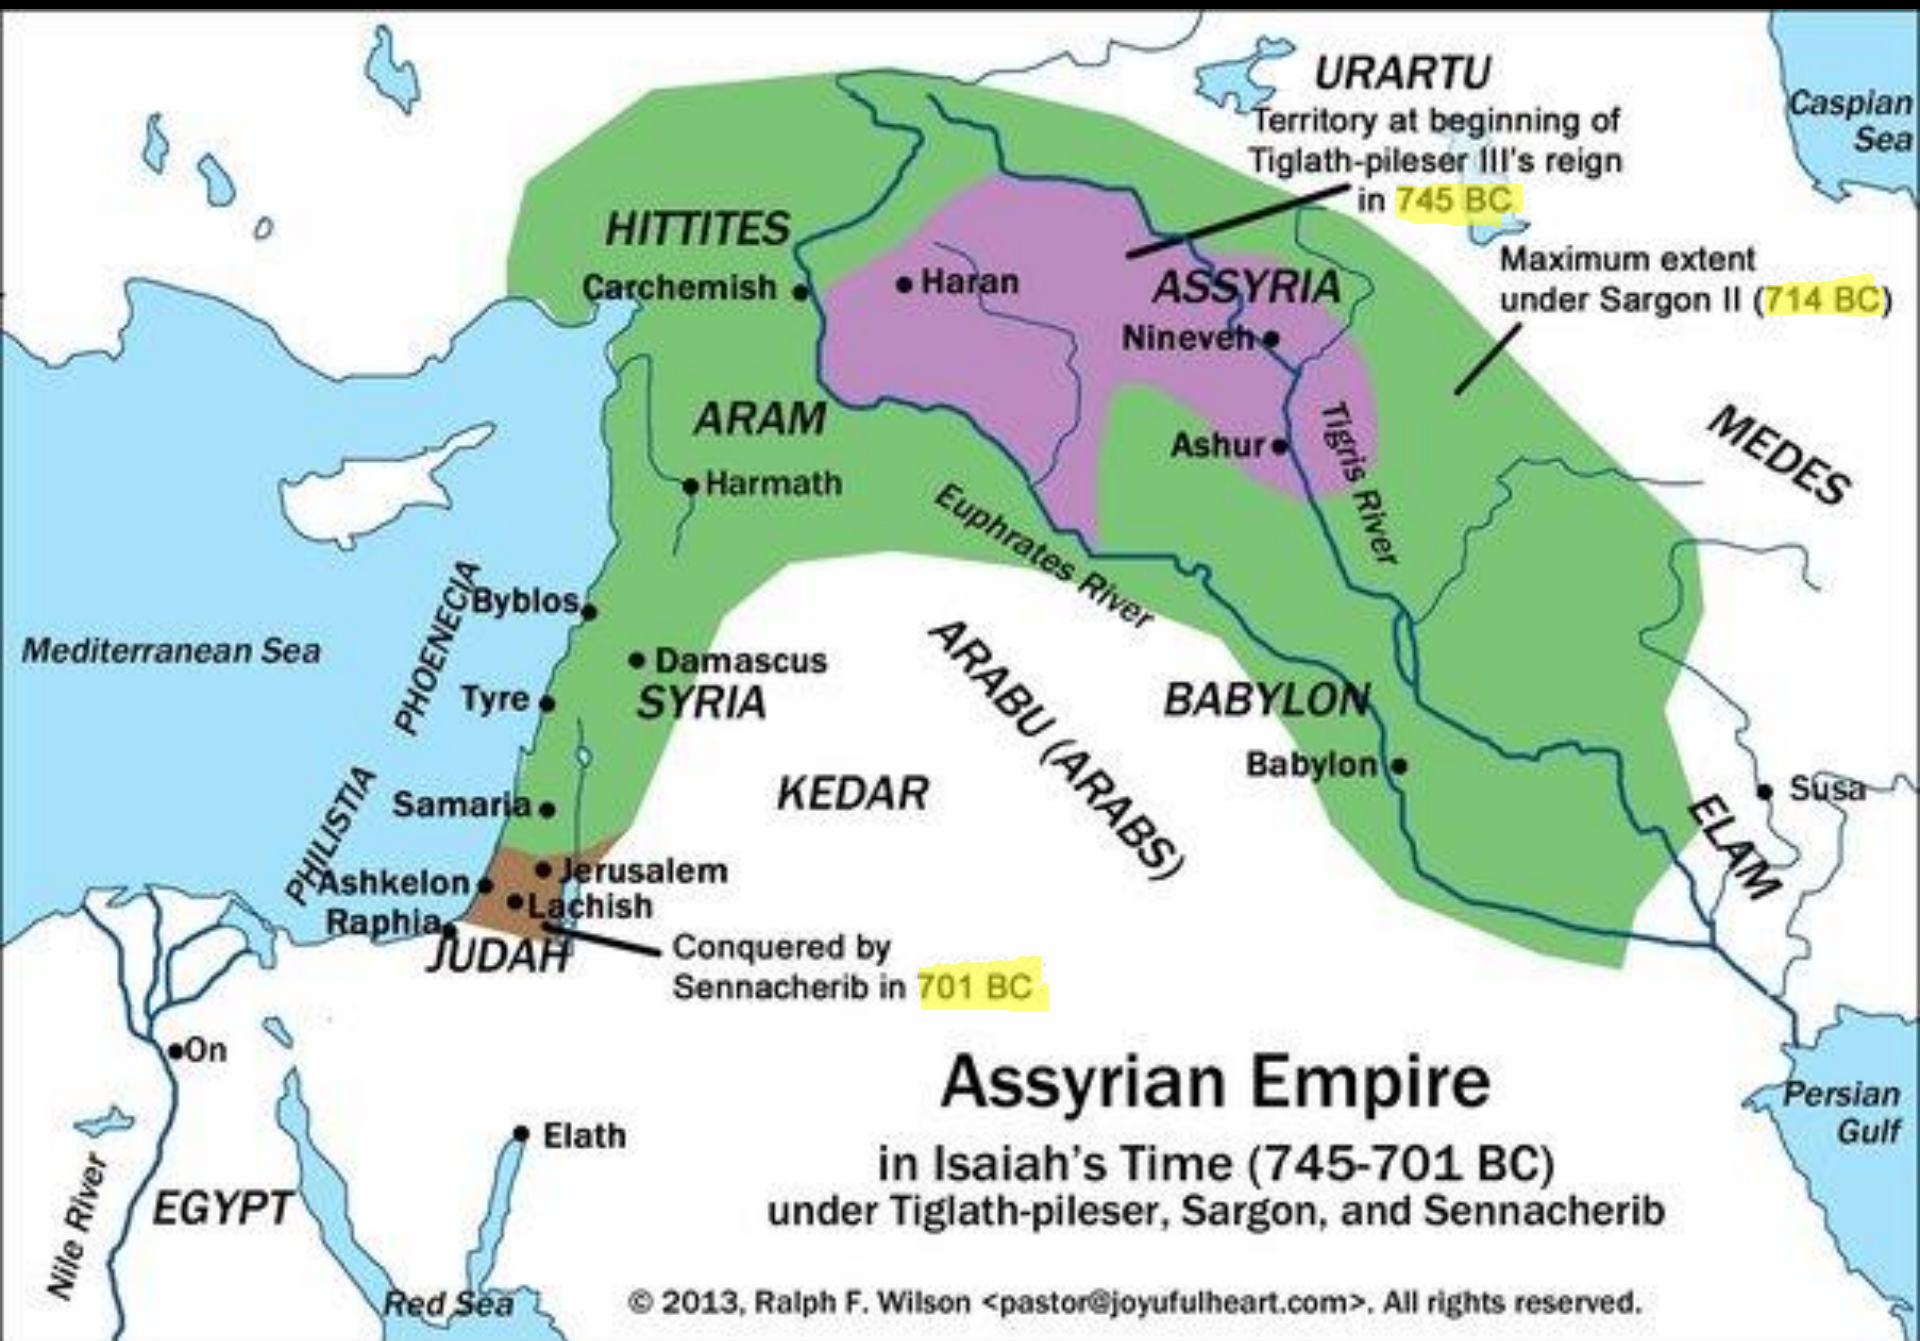 URARTU
Territory at beginning of
Tiglath-pileser III's reign
in 745 BC
Caspian
Sea
HITTITES
Maximum extent
under Sargon II (714 BC)
Carchemish
Haran
ASSYRIA
Nineveh
ARAM
MEDES
Ashur
Tigris River
Harmath
Euphrates River
Byblos
PHOENECIA
Mediterranean Sea
Damascus
SYRIA
Tyre
ARABU (ARABS)
BABYLON
Babylon
KEDAR
Susa
ELAM
Samaria
PHILISTIA
Jerusalem
Ashkelon
Lachish
Raphia
JUDAH
Conquered by
Sennacherib in 701 BC
On
Assyrian Empire
Persian
Gulf
Elath
in Isaiah's Time (745-701 BC)
under Tiglath-pileser, Sargon, and Sennacherib
Nile River
EGYPT
Red Sea
© 2013, Ralph F. Wilson <pastor@joyufulheart.com>. All rights reserved.